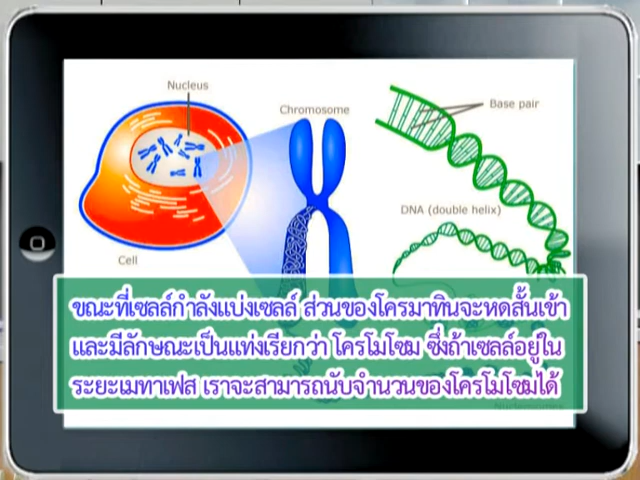 Nucleus
Chromosome
Base pair
DNA (double helix)
Cell
ขณะที่เซลล์กำลังแบ่งเซลล์ ส่วนของโครมาทินจะหดสั้นเข้า
และมีลักษณะเป็นแท่งเรียกว่า โครโมโซม ซึ่งถ้าเซลล์อยู่ใน
ระยะเมทาเฟส เราจะสามารถนับจำนวนของโครโมโซมได้